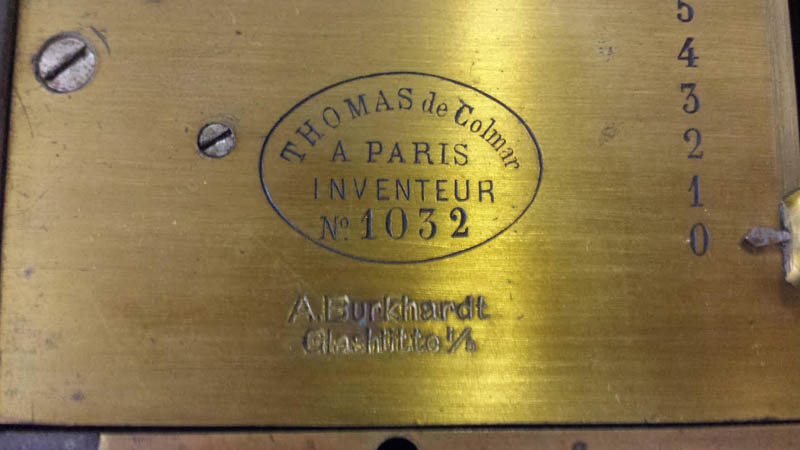 5
4
3
2
1
0
THOMAS de Colmar
A PARIS
INVENTEUR
No. 1032
A. Burkhardt
Glashütte i/S